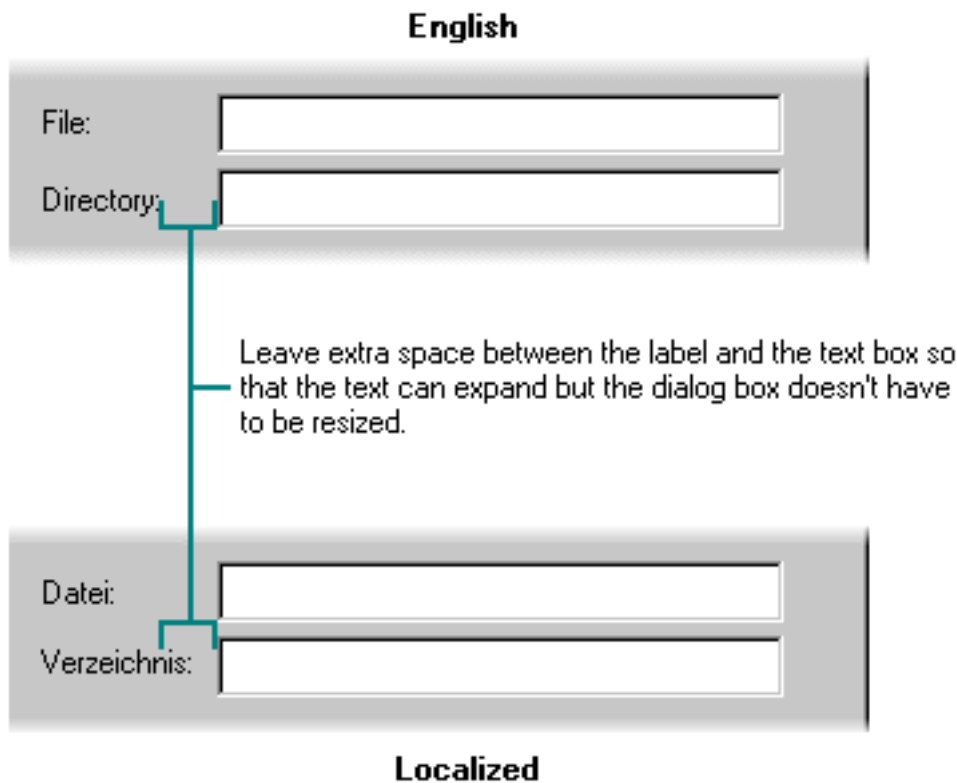 English
File:
Directory:
Leave extra space between the label and the text box so
that the text can expand but the dialog box doesn't have
to be resized.
Datei:
Verzeichnis:
Localized